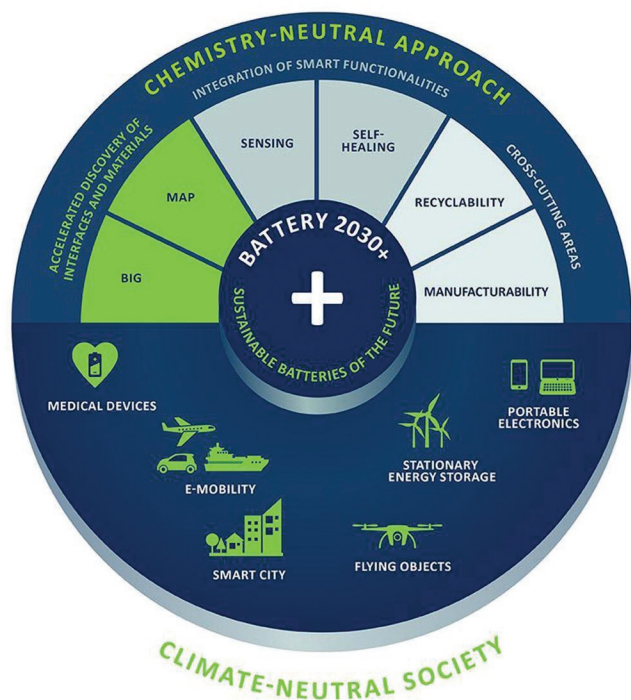 CHEMISTRY-NEUTRAL APPROACH
INTEGRATION OF SMART FUNCTIONALITIES
ACCELERATED DISCOVERY OF
INTERFACES AND MATERIALS
CROSS-CUTTING AREAS
BIG
MAP
SENSING
SELF-
HEALING
RECYCLABILITY
MANUFACTURABILITY
BATTERY 2030+
+
SUSTAINABLE BATTERIES OF THE FUTURE
MEDICAL DEVICES
E-MOBILITY
SMART CITY
FLYING OBJECTS
STATIONARY
ENERGY STORAGE
PORTABLE
ELECTRONICS
CLIMATE-NEUTRAL SOCIETY